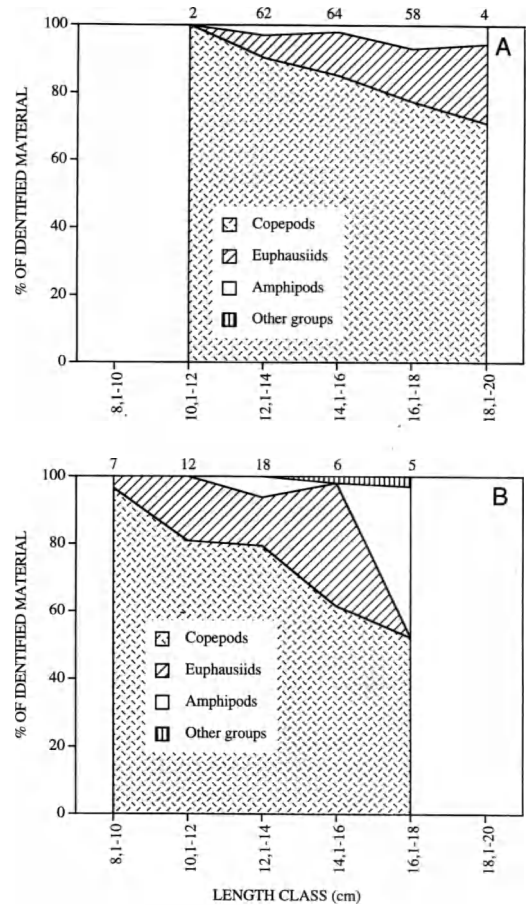 2 62 64 58 4
A
100
80
60
40
20
0
% OF IDENTIFIED MATERIAL
Copepods
Euphausiids
Amphipods
Other groups
8,1-10
10,1-12
12,1-14
14,1-16
16,1-18
18,1-20
7 12 18 6 5
B
100
80
60
40
20
0
% OF IDENTIFIED MATERIAL
Copepods
Euphausiids
Amphipods
Other groups
8,1-10
10,1-12
12,1-14
14,1-16
16,1-18
18,1-20
LENGTH CLASS (cm)